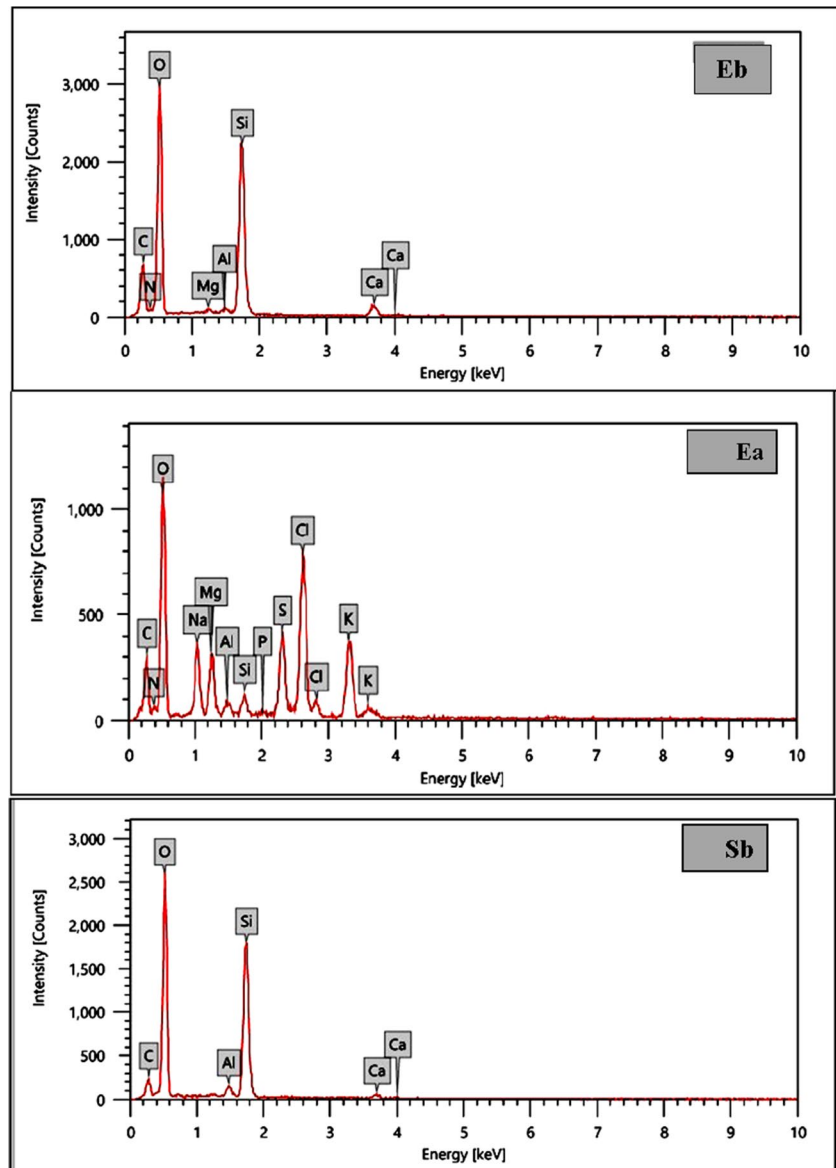 Eb
Intensity [Counts]
3,000
2,000
1,000
0
O
Si
C
N
Mg
Al
Ca
Ca
0 1 2 3 4 5 6 7 8 9 10
Energy [keV]
Ea
Intensity [Counts]
1,000
500
0
O
C
N
Na
Mg
Al
Si
P
S
Cl
Cl
K
K
0 1 2 3 4 5 6 7 8 9 10
Energy [keV]
Sb
Intensity [Counts]
3,000
2,500
2,000
1,500
1,000
500
0
O
Si
C
Al
Ca
Ca
0 1 2 3 4 5 6 7 8 9 10
Energy [keV]